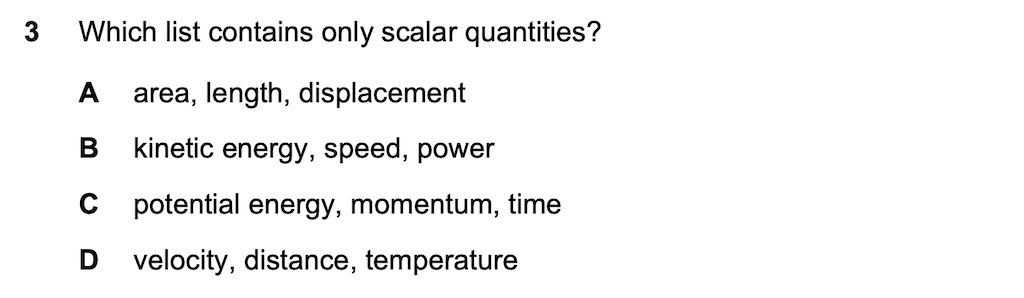 3 Which list contains only scalar quantities?
A area, length, displacement
B kinetic energy, speed, power
C potential energy, momentum, time
D velocity, distance, temperature